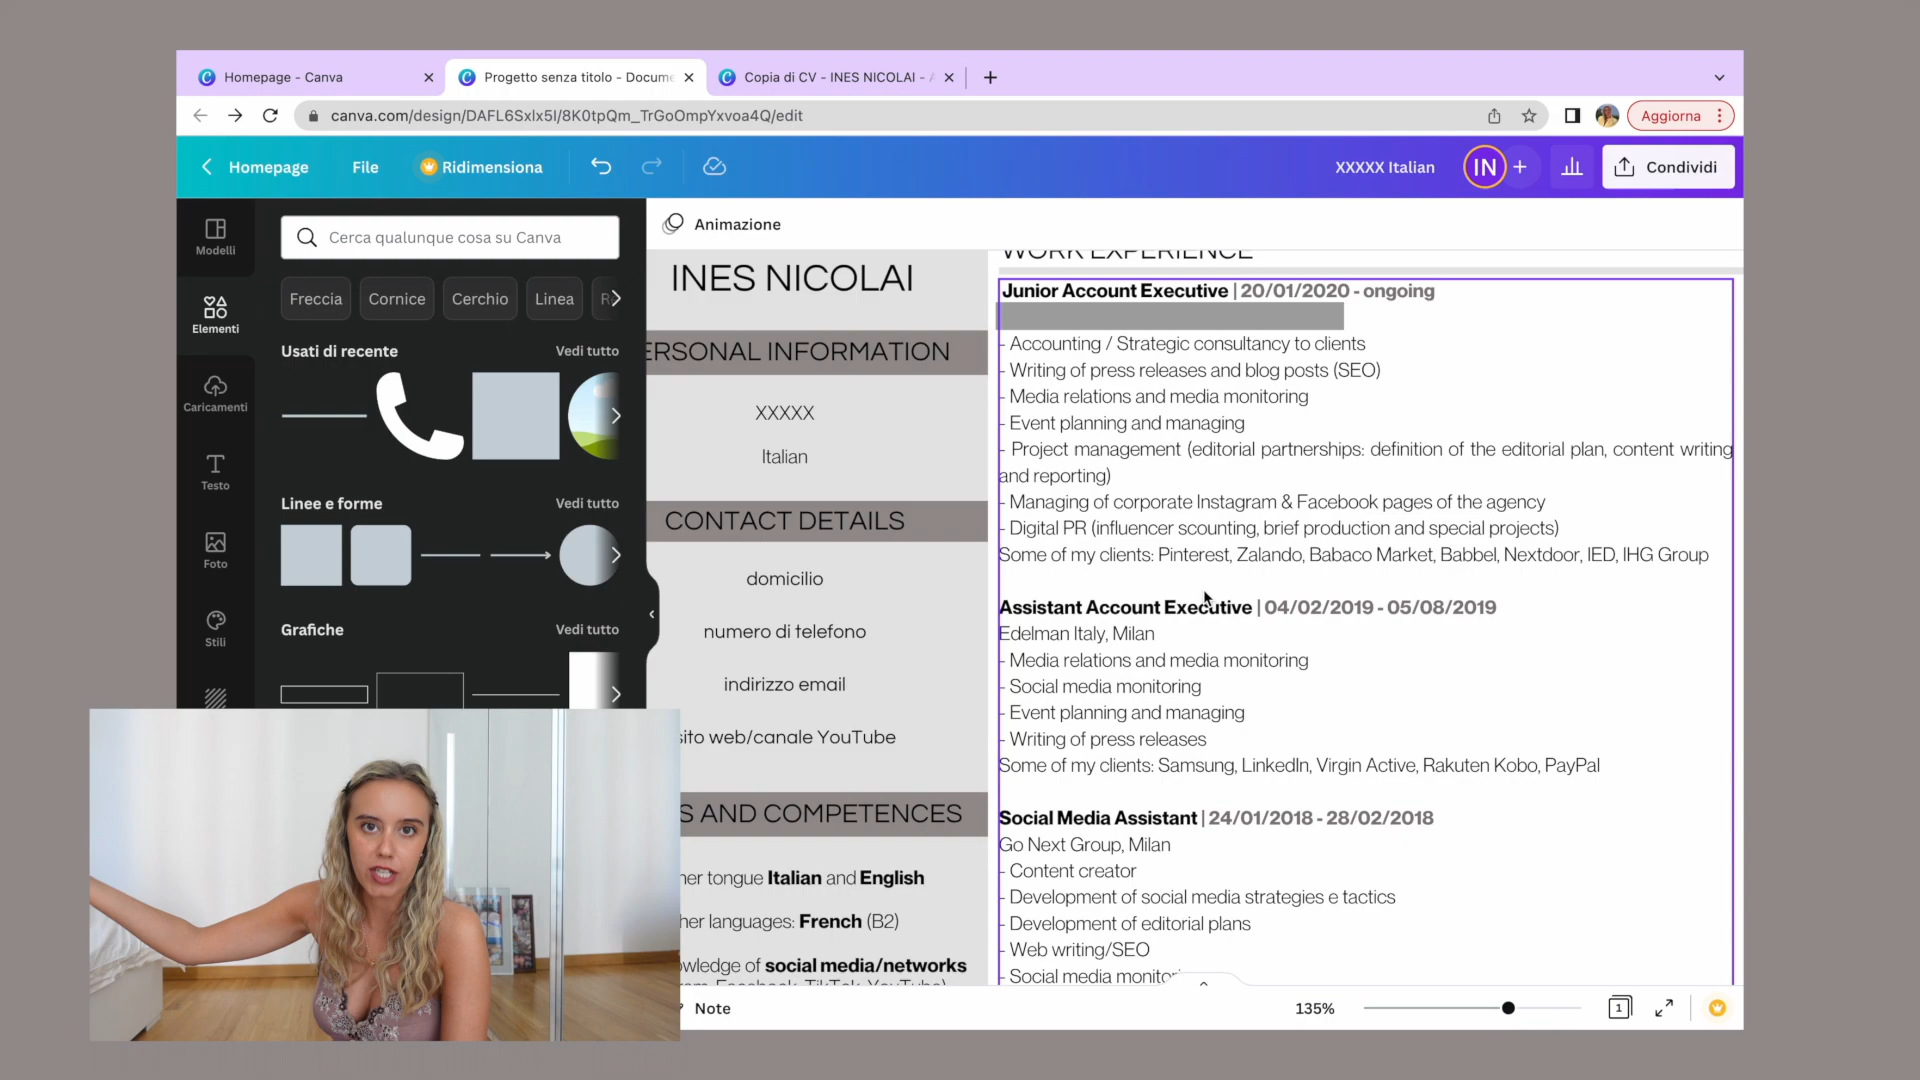 Homepage - Canva
Progetto senza titolo - Docume
Copia di CV - INES NICOLAI -
canva.com/design/DAFL6Sxlx5I/8K0tpQm_TrGoOmpYxvoa4Q/edit
Aggiorna
Homepage
File
Ridimensiona
XXXXX Italian
IN
Condividi
Modelli
Elementi
Caricamenti
Testo
Foto
Stili
Cerca qualunque cosa su Canva
Freccia
Cornice
Cerchio
Linea
Usati di recente
Vedi tutto
Linee e forme
Vedi tutto
Grafiche
Vedi tutto
Animazione
INES NICOLAI
ERSONAL INFORMATION
XXXXX
Italian
CONTACT DETAILS
domicilio
numero di telefono
indirizzo email
sito web/canale YouTube
S AND COMPETENCES
her tongue Italian and English
her languages: French (B2)
owledge of social media/networks
WORK EXPERIENCE
Junior Account Executive | 20/01/2020 - ongoing
- Accounting / Strategic consultancy to clients
- Writing of press releases and blog posts (SEO)
- Media relations and media monitoring
- Event planning and managing
- Project management (editorial partnerships: definition of the editorial plan, content writing
and reporting)
- Managing of corporate Instagram & Facebook pages of the agency
- Digital PR (influencer scounting, brief production and special projects)
Some of my clients: Pinterest, Zalando, Babaco Market, Babbel, Nextdoor, IED, IHG Group
Assistant Account Executive | 04/02/2019 - 05/08/2019
Edelman Italy, Milan
- Media relations and media monitoring
- Social media monitoring
- Event planning and managing
- Writing of press releases
Some of my clients: Samsung, LinkedIn, Virgin Active, Rakuten Kobo, PayPal
Social Media Assistant | 24/01/2018 - 28/02/2018
Go Next Group, Milan
- Content creator
- Development of social media strategies e tactics
- Development of editorial plans
- Web writing/SEO
- Social media monitor
Note
135%
1